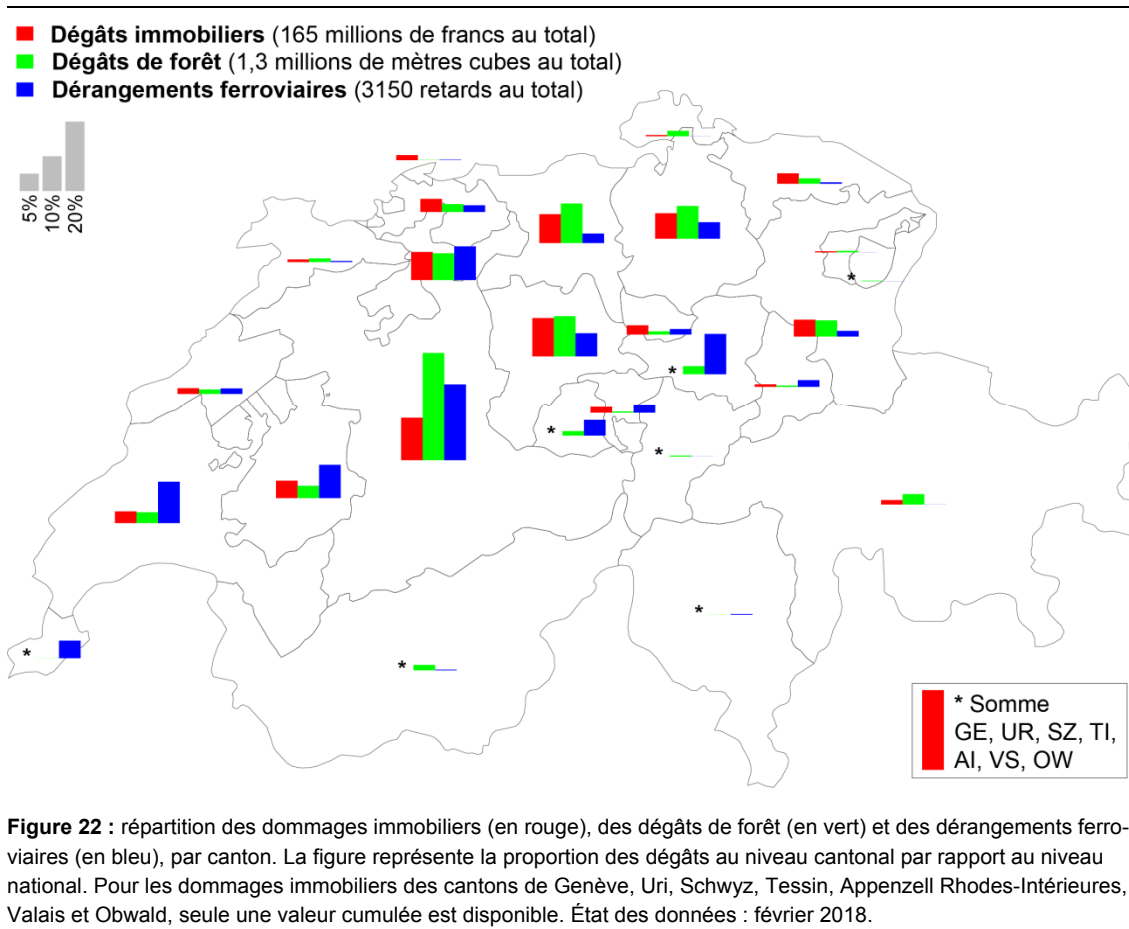 Dégâts immobiliers (165 millions de francs au total)
Dégâts de forêt (1,3 millions de mètres cubes au total)
Dérangements ferroviaires (3150 retards au total)
5%
10%
20%
*
*
*
*
*
*
*
* Somme
GE, UR, SZ, TI,
AI, VS, OW
Figure 22 : répartition des dommages immobiliers (en rouge), des dégâts de forêt (en vert) et des dérangements ferro-
viaires (en bleu), par canton. La figure représente la proportion des dégâts au niveau cantonal par rapport au niveau
national. Pour les dommages immobiliers des cantons de Genève, Uri, Schwyz, Tessin, Appenzell Rhodes-Intérieures,
Valais et Obwald, seule une valeur cumulée est disponible. État des données : février 2018.